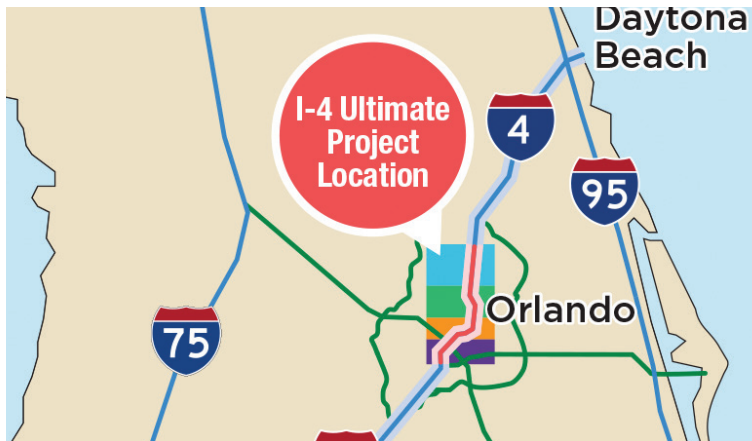 Daytona
Beach
I-4 Ultimate
Project
Location
4
95
Orlando
75